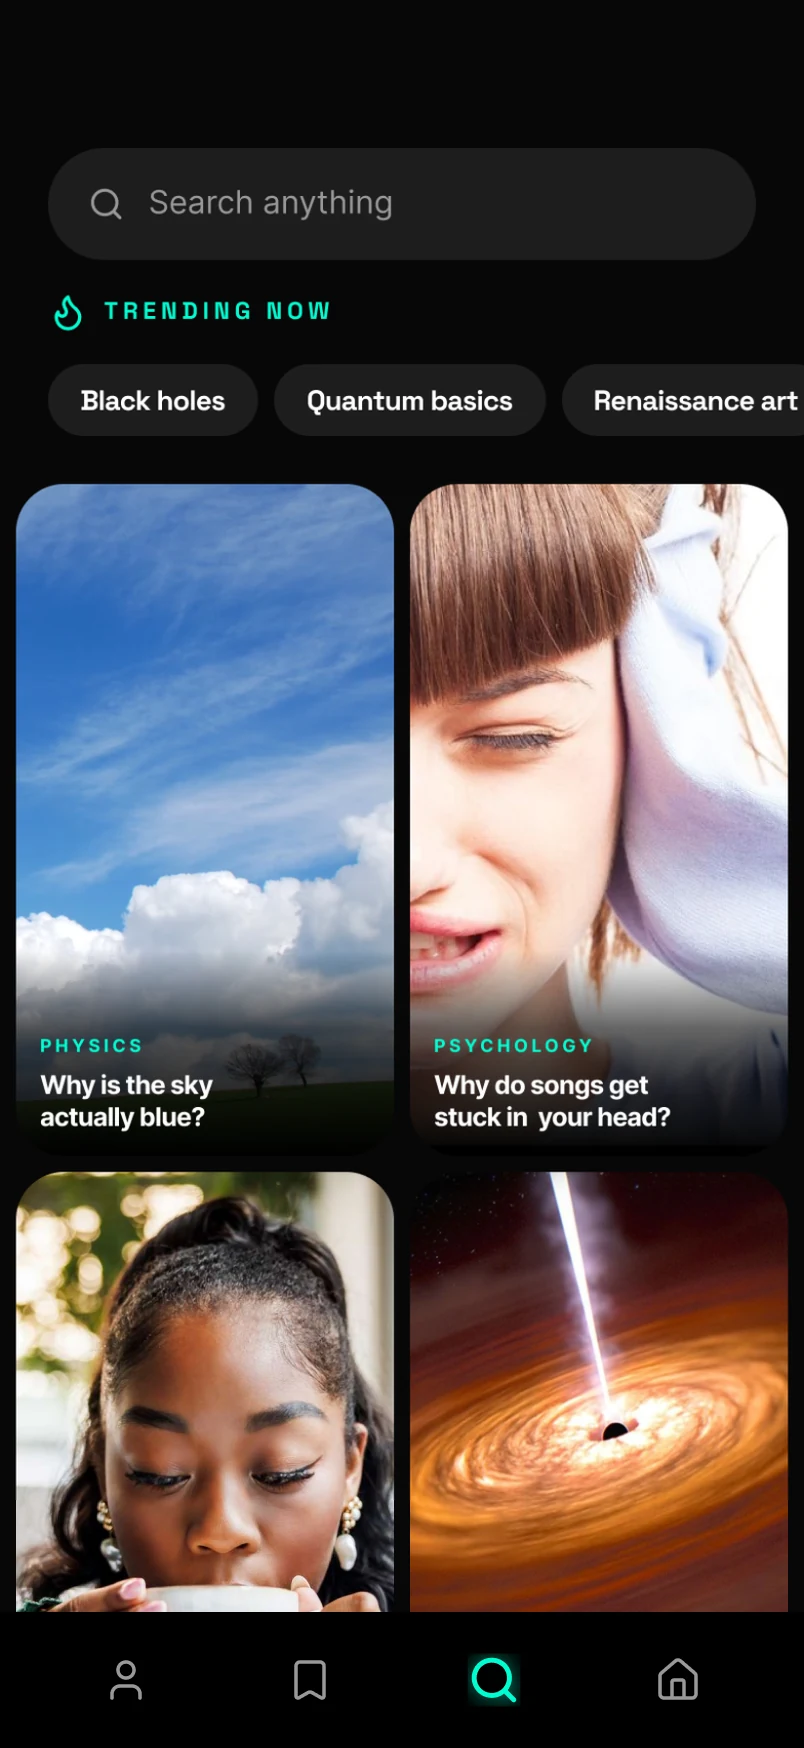 Search anything
TRENDING NOW
Black holes
Quantum basics
Renaissance art
PHYSICS
Why is the sky
actually blue?
PSYCHOLOGY
Why do songs get
stuck in  your head?